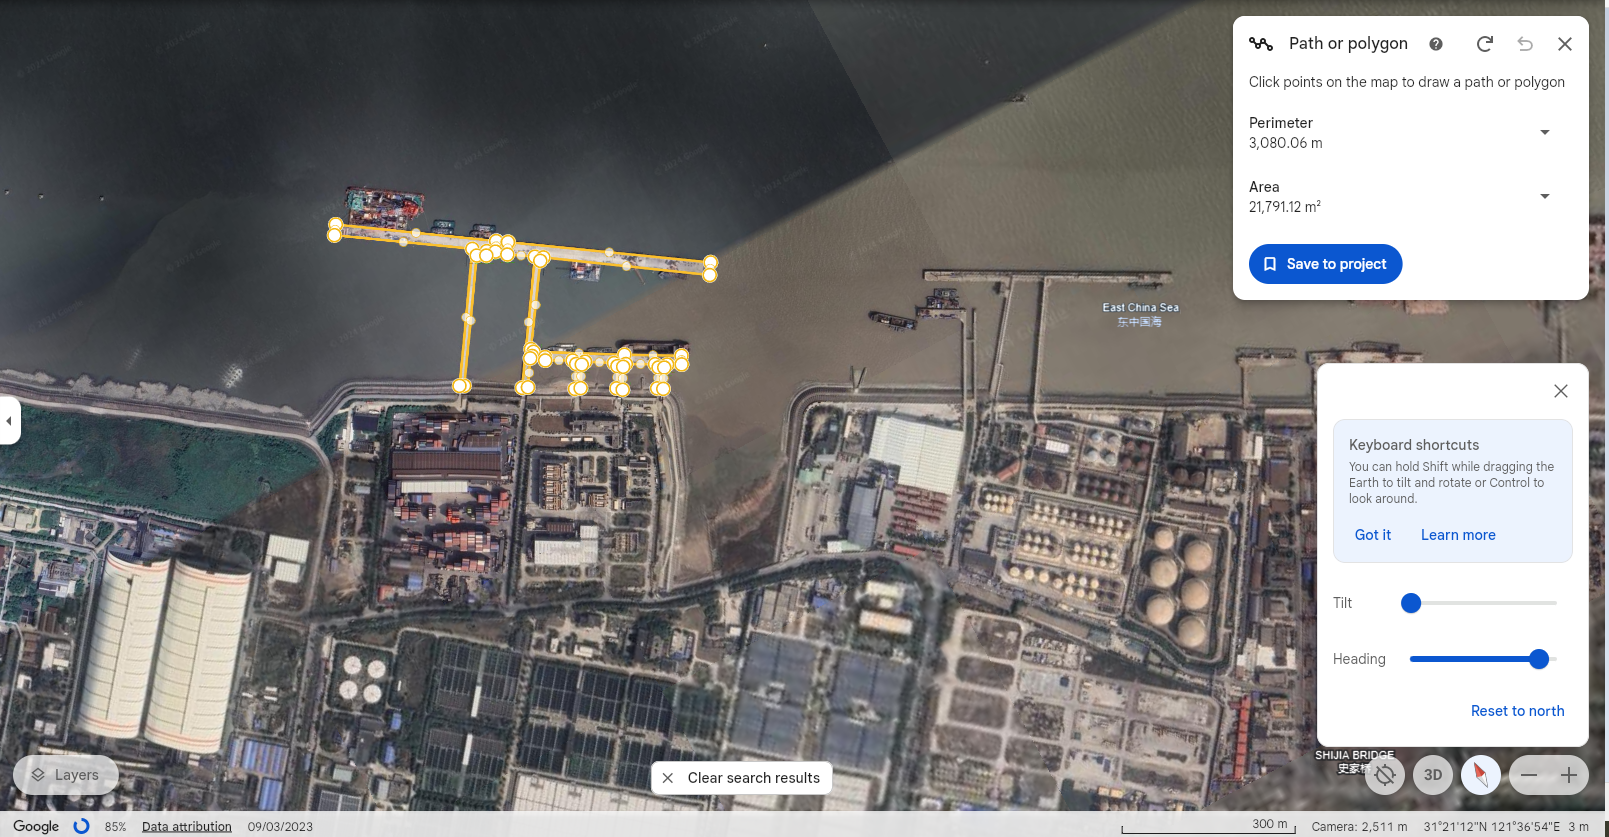 Path or polygon
Click points on the map to draw a path or polygon
Perimeter
3,080.06 m
Area
21,791.12 m²
Save to project
East China Sea
东中国海
Keyboard shortcuts
You can hold Shift while dragging the
Earth to tilt and rotate or Control to
look around.
Got it Learn more
Tilt
Heading
Reset to north
SHIJIA BRIDGE
史家桥
Layers
Clear search results
3D
Google 85% Data attribution 09/03/2023 300 m Camera: 2,511 m 31°21'12"N 121°36'54"E 3 m